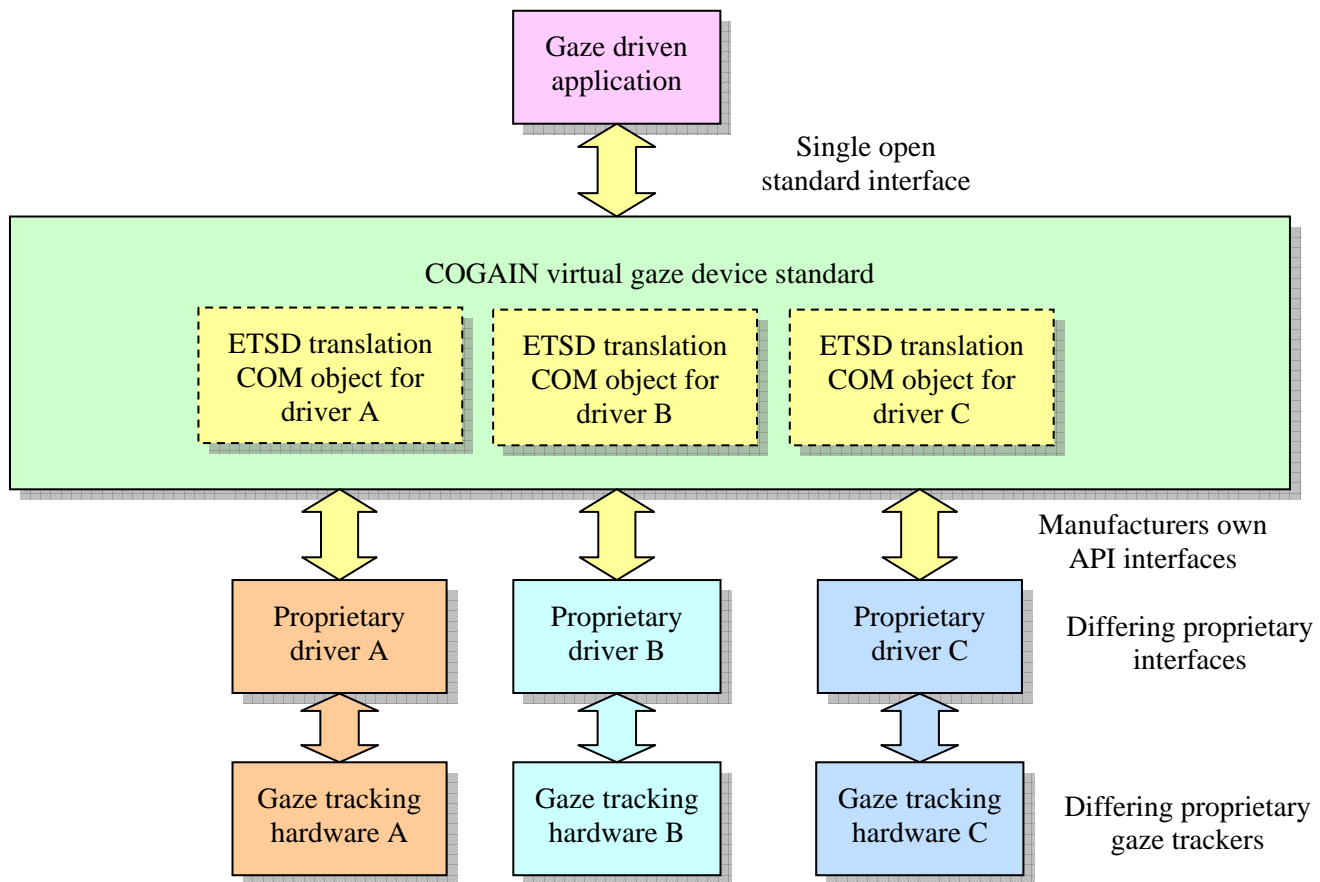 Gaze driven
application
Single open
standard interface
COGAIN virtual gaze device standard
ETSD translation
COM object for
driver A
ETSD translation
COM object for
driver B
ETSD translation
COM object for
driver C
Manufacturers own
API interfaces
Proprietary
driver A
Proprietary
driver B
Proprietary
driver C
Differing proprietary
interfaces
Gaze tracking
hardware A
Gaze tracking
hardware B
Gaze tracking
hardware C
Differing proprietary
gaze trackers